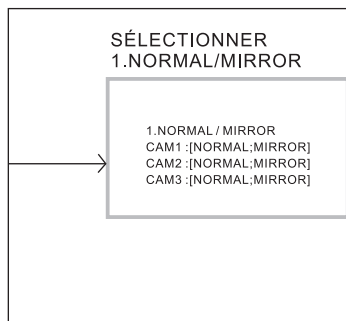 SÉLECTIONNER
1.NORMAL/MIRROR
1.NORMAL / MIRROR
CAM1 :[NORMAL;MIRROR]
CAM2 :[NORMAL;MIRROR]
CAM3 :[NORMAL;MIRROR]